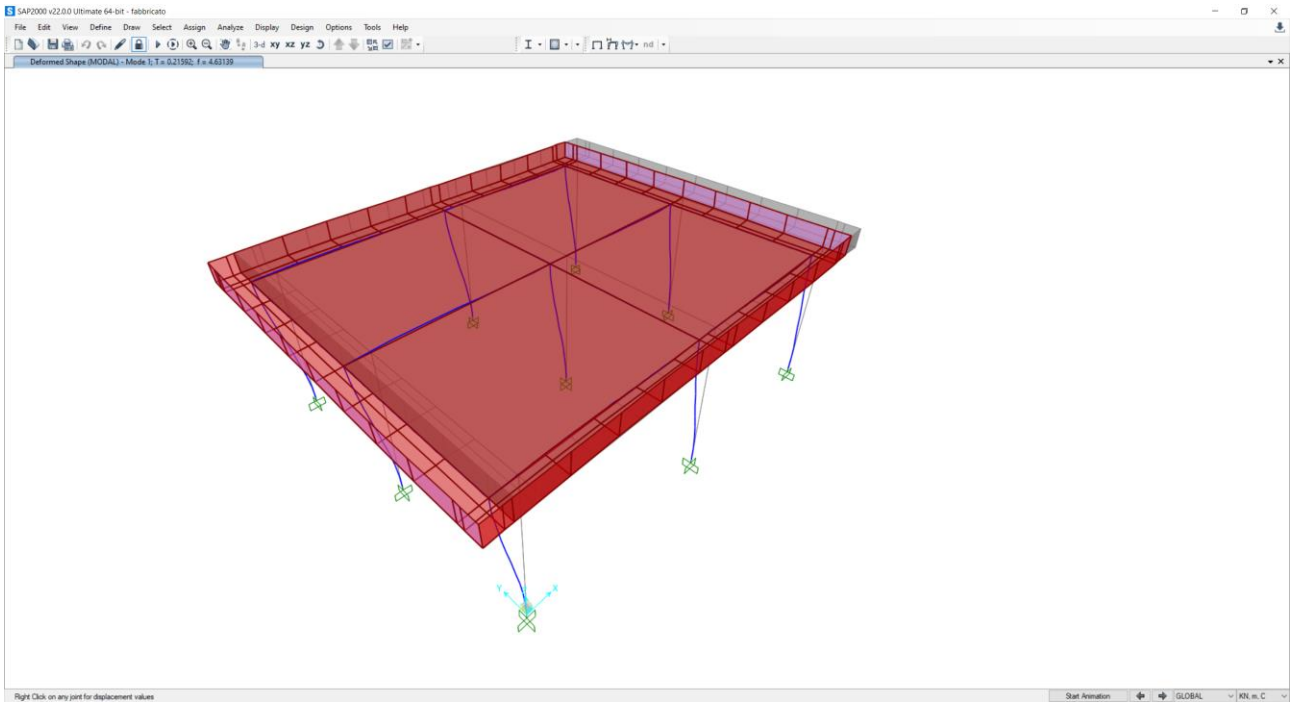 S SAP2000 v22.0.0 Ultimate 64-bit - fabbricato
File Edit View Define Draw Select Assign Analyze Display Design Options Tools Help
3-d xy xz yz nd
Deformed Shape (MODAL) - Mode 1; T = 0.21592; f = 4.63139
Y X
Right Click on any joint for displacement values Start Animation GLOBAL KN, m, C